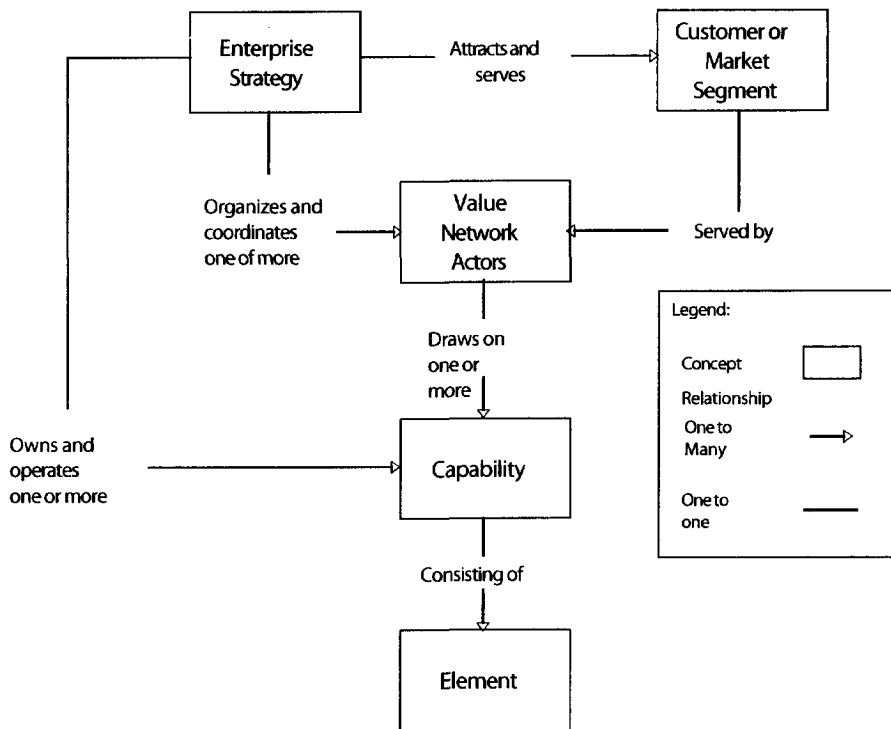 Enterprise
Strategy
Attracts and
serves
Customer or
Market
Segment
Organizes and
coordinates
one of more
Value
Network
Actors
Served by
Draws on
one or
more
Owns and
operates
one or more
Capability
Consisting of
Element
Legend:
Concept
Relationship
One to
Many
One to
one